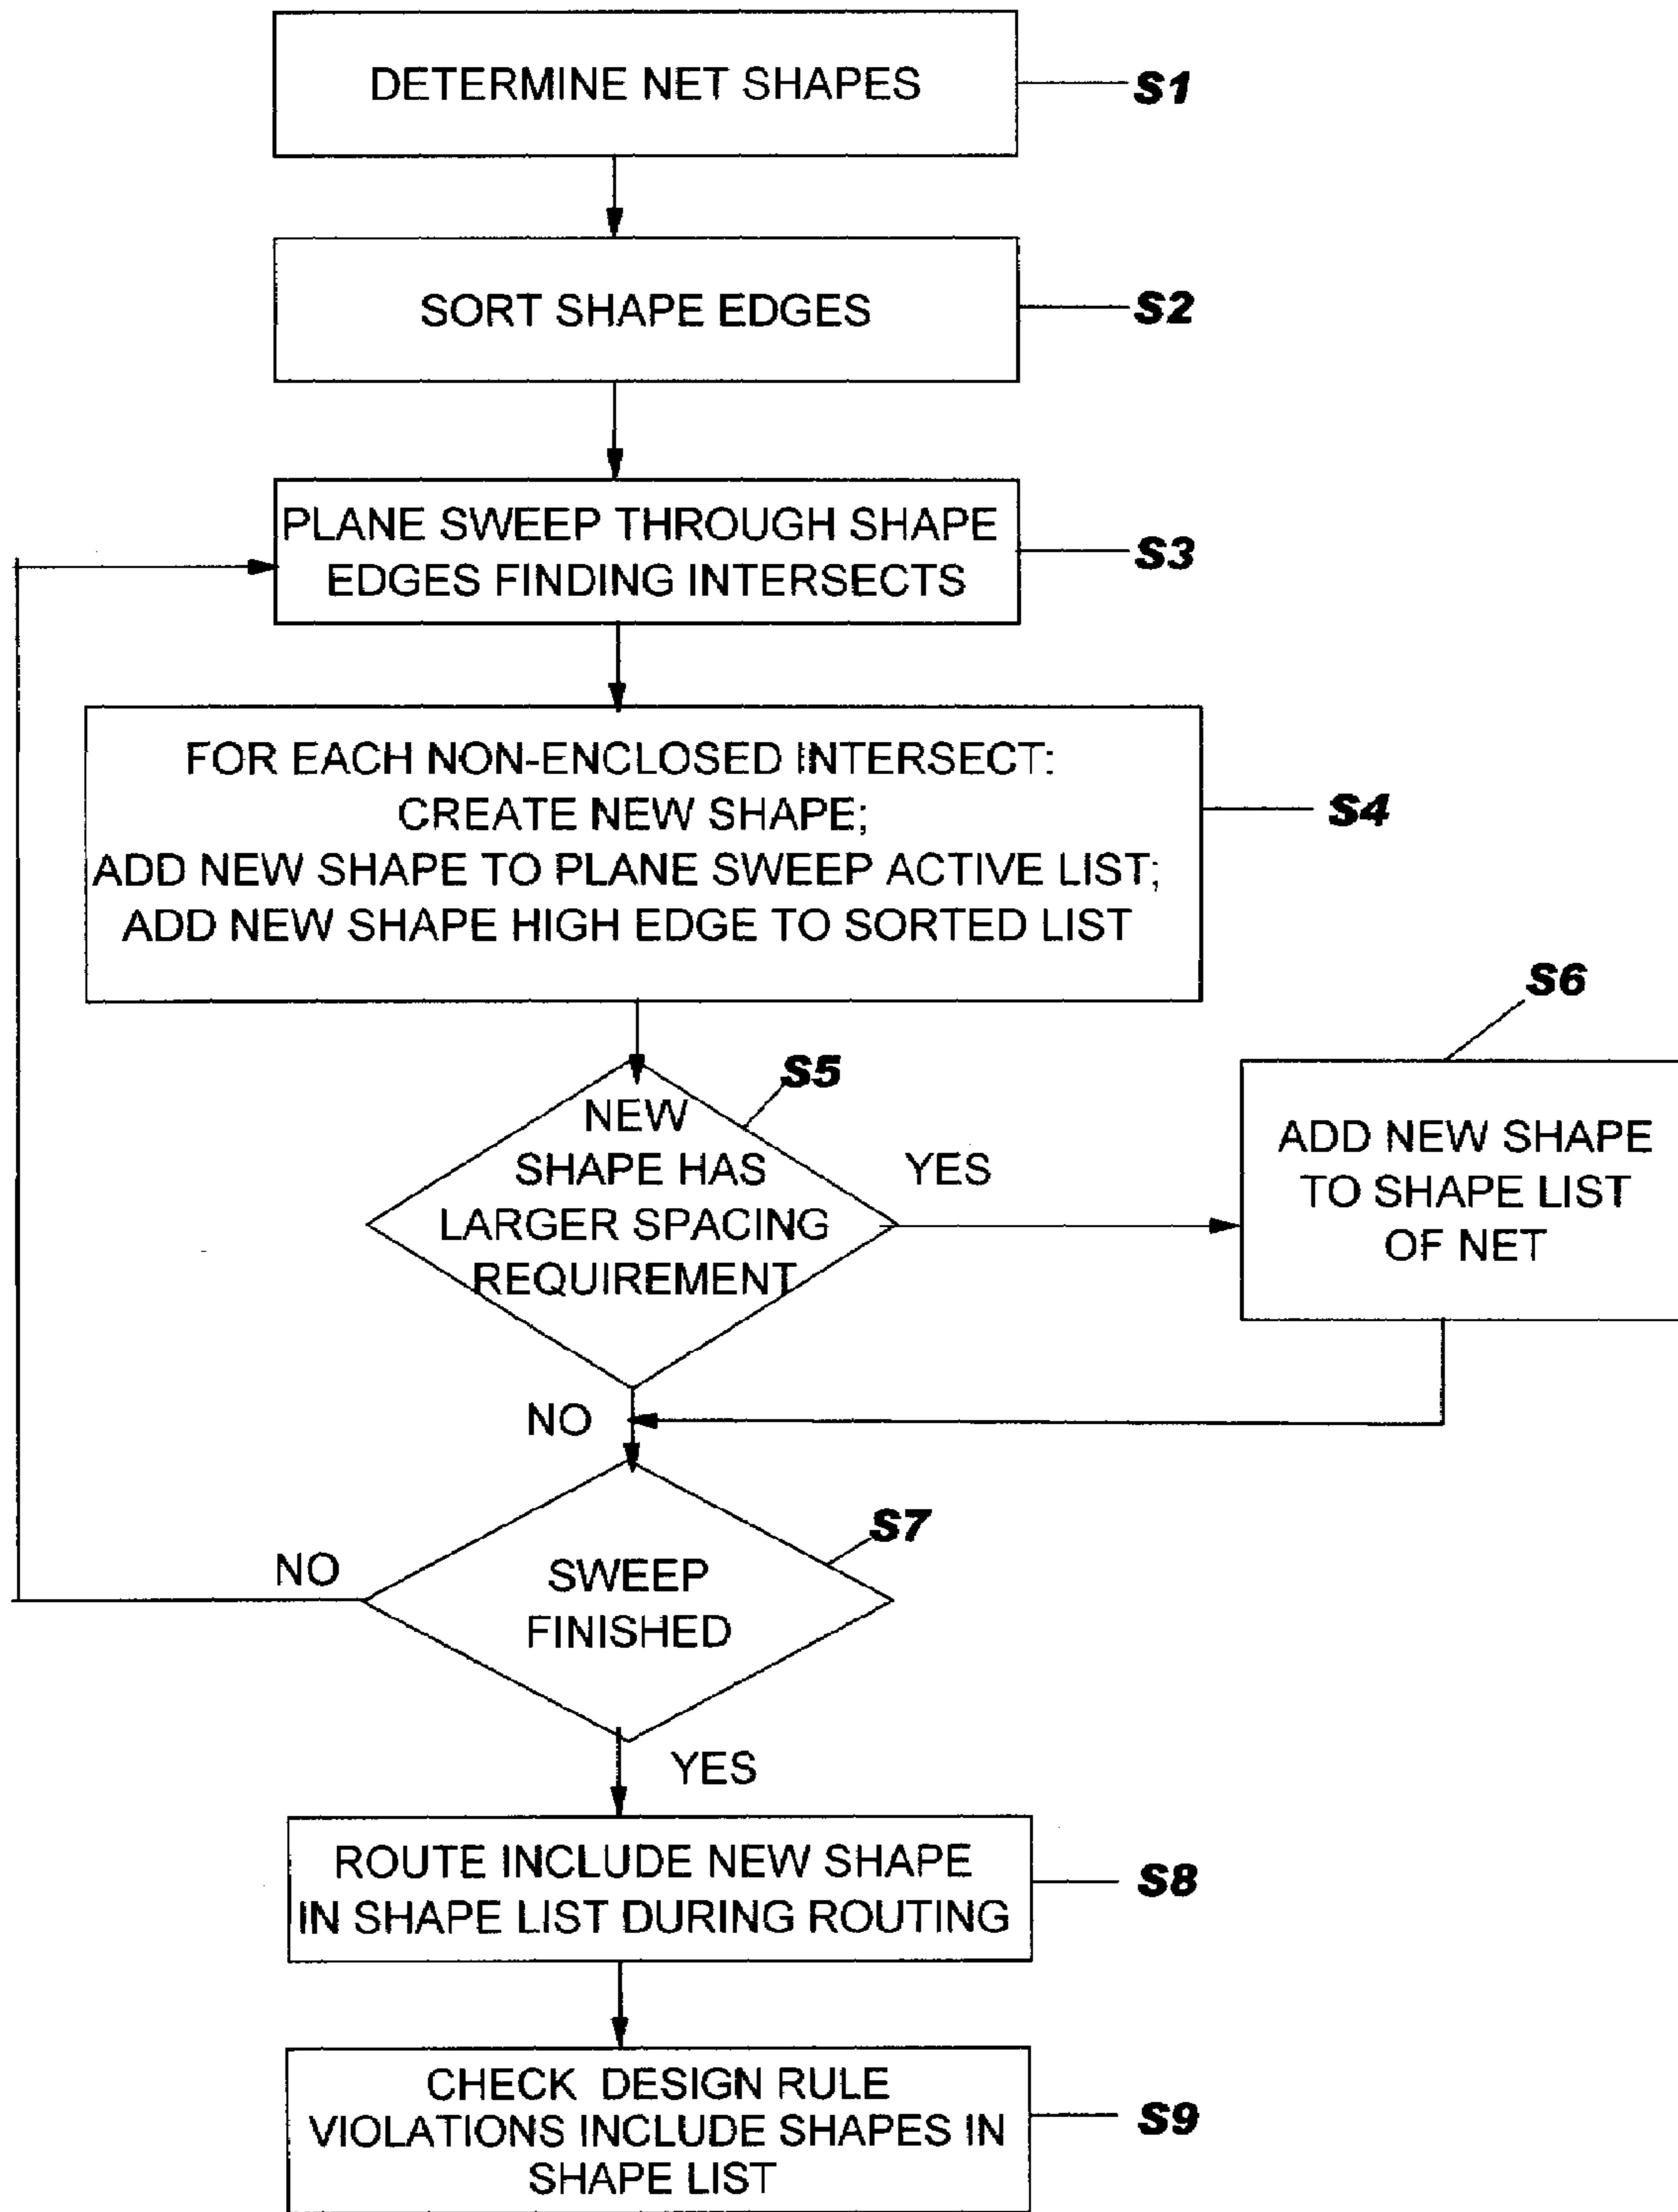 DETERMINE NET SHAPES
S1
SORT SHAPE EDGES
S2
PLANE SWEEP THROUGH SHAPE
EDGES FINDING INTERSECTS
S3
FOR EACH NON-ENCLOSED INTERSECT:
CREATE NEW SHAPE;
ADD NEW SHAPE TO PLANE SWEEP ACTIVE LIST;
ADD NEW SHAPE HIGH EDGE TO SORTED LIST
S4
S5
NEW
SHAPE HAS
LARGER SPACING
REQUIREMENT
YES
S6
ADD NEW SHAPE
TO SHAPE LIST
OF NET
NO
S7
SWEEP
FINISHED
NO
YES
ROUTE INCLUDE NEW SHAPE
IN SHAPE LIST DURING ROUTING
S8
CHECK DESIGN RULE
VIOLATIONS INCLUDE SHAPES IN
SHAPE LIST
S9